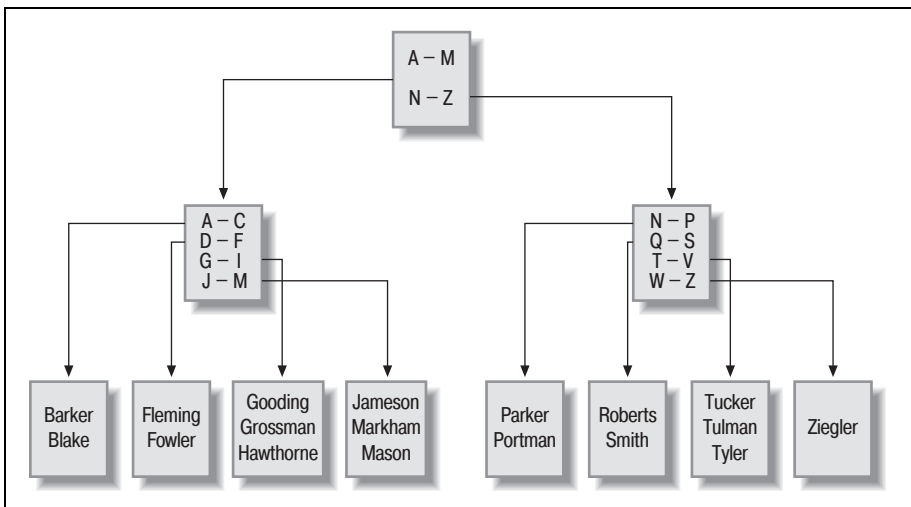 A – M
N – Z
A – C
D – F
G – I
J – M
N – P
Q – S
T – V
W – Z
Barker
Blake
Fleming
Fowler
Gooding
Grossman
Hawthorne
Jameson
Markham
Mason
Parker
Portman
Roberts
Smith
Tucker
Tulman
Tyler
Ziegler